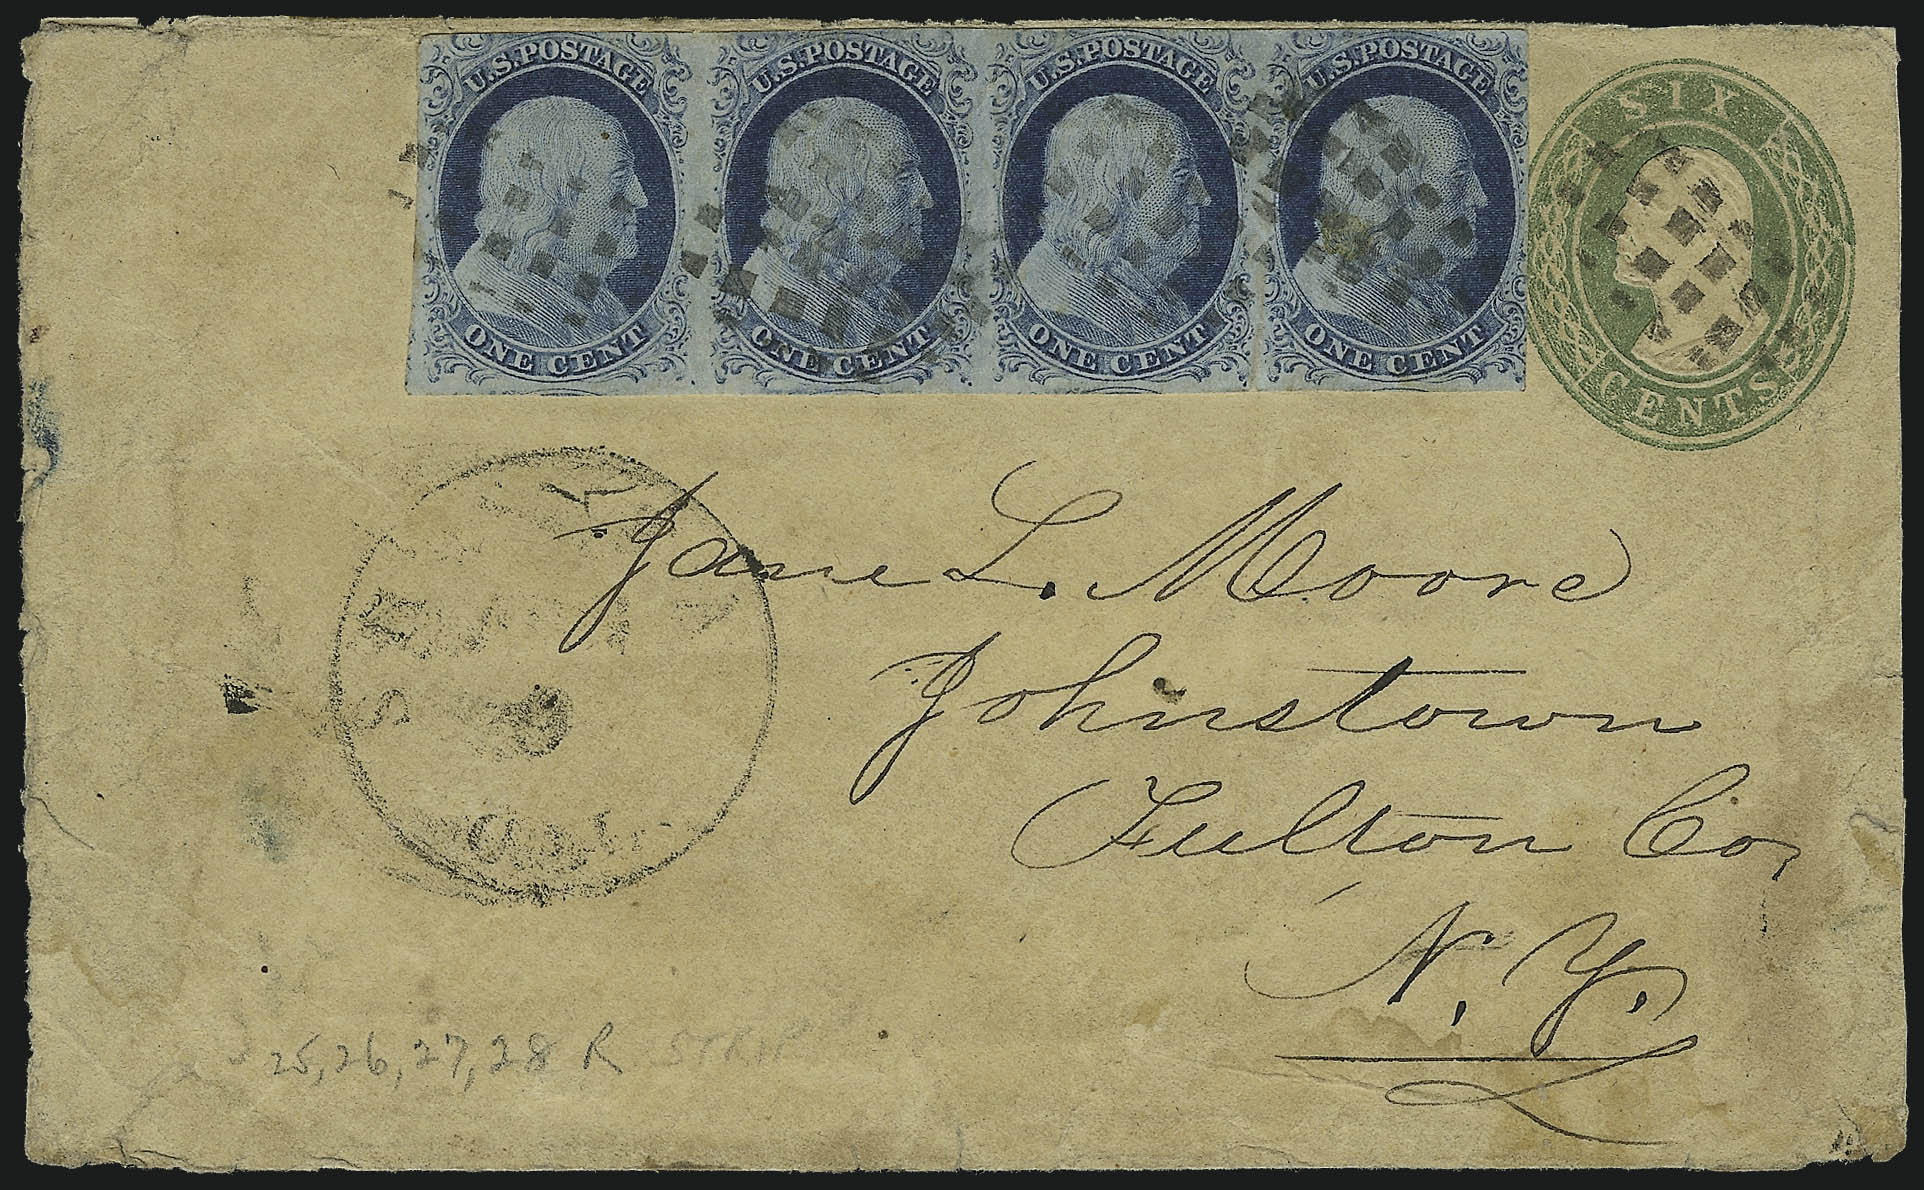 U.S. POSTAGE U.S. POSTAGE U.S. POSTAGE U.S. POSTAGE
ONE CENT ONE CENT ONE CENT ONE CENT
SIX
CENTS
Jane L. Moore
Johnstown
Fulton Co,
N. Y.
25, 26, 27, 28 R STRIP